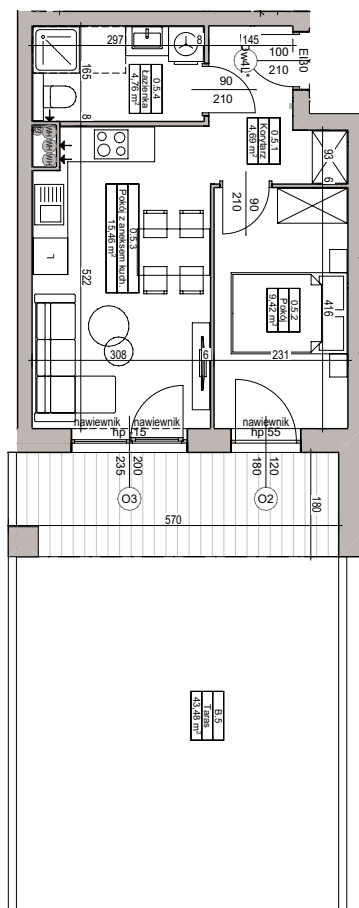 297
8
145
Dw4L*
100
210
EI30
165
0.5.4
Łazienka
4,76 m²
90
210
0.5.1
Korytarz
4.69 m²
93
6
8
90
210
0.5.3
Pokój z aneksem kuch.
15.46 m²
L
522
0.5.2
Pokój
9.42 m²
416
308
6
231
nawiewnik
nawiewnik
nawiewnik
hp 15
hp 55
235
200
180
120
O3
O2
180
570
B.5
Taras
43.48 m²